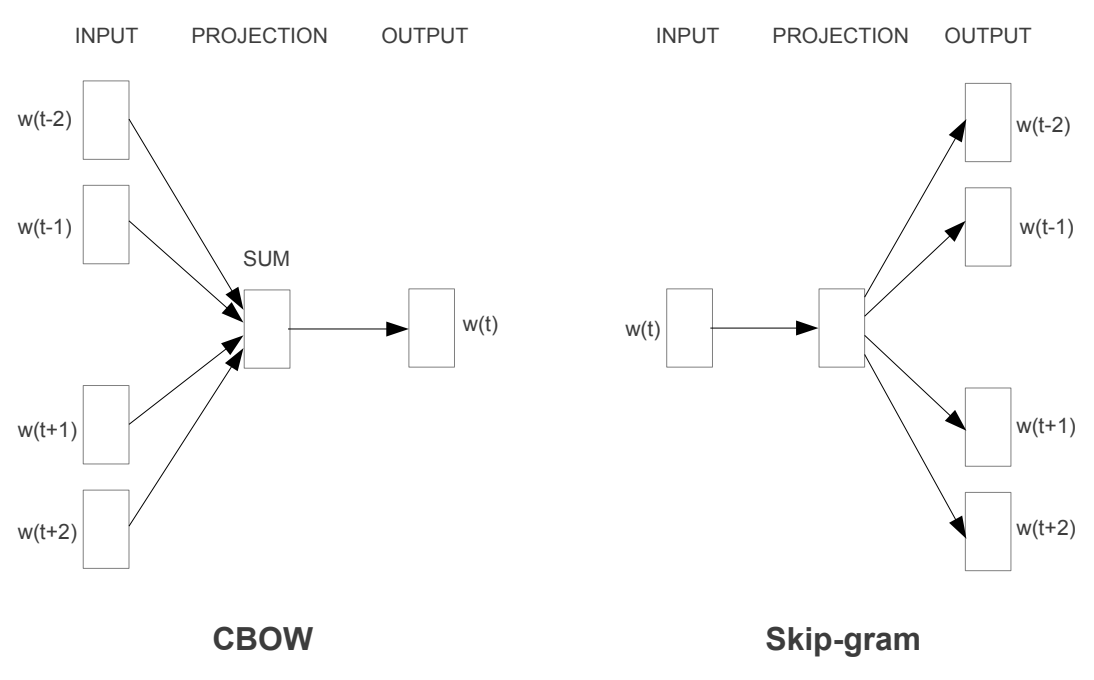 INPUT PROJECTION OUTPUT
w(t-2)
w(t-1)
SUM
w(t)
w(t+1)
w(t+2)
CBOW
INPUT PROJECTION OUTPUT
w(t-2)
w(t-1)
w(t)
w(t+1)
w(t+2)
Skip-gram